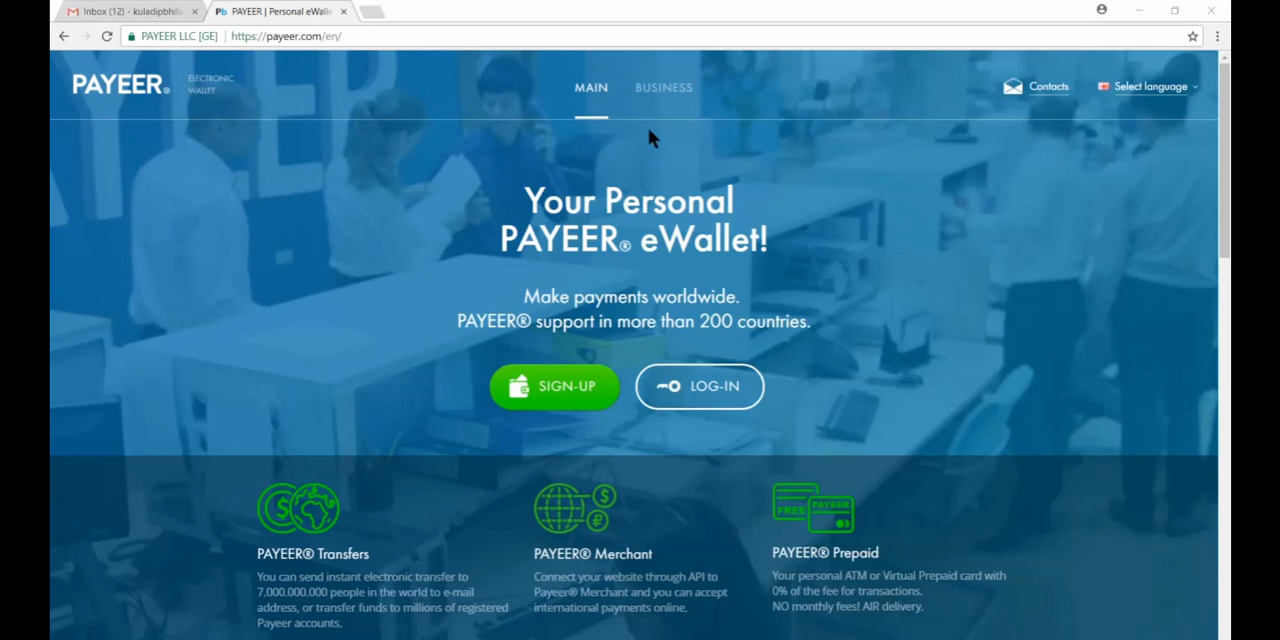 Inbox (12) - kuladipbhila
PAYEER | Personal eWalle
PAYEER LLC [GE]
https://payeer.com/en/
PAYEER®
ELECTRONIC
WALLET
MAIN
BUSINESS
Contacts
Select language
Your Personal
PAYEER® eWallet!
Make payments worldwide.
PAYEER® support in more than 200 countries.
SIGN-UP
LOG-IN
PAYEER® Transfers
You can send instant electronic transfer to
7,000,000,000 people in the world to e-mail
address, or transfer funds to millions of registered
Payeer accounts.
PAYEER® Merchant
Connect your website through API to
Payeer® Merchant and you can accept
international payments online.
FREE
PAYEER
PAYEER® Prepaid
Your personal ATM or Virtual Prepaid card with
0% of the fee for transactions.
NO monthly fees! AIR delivery.